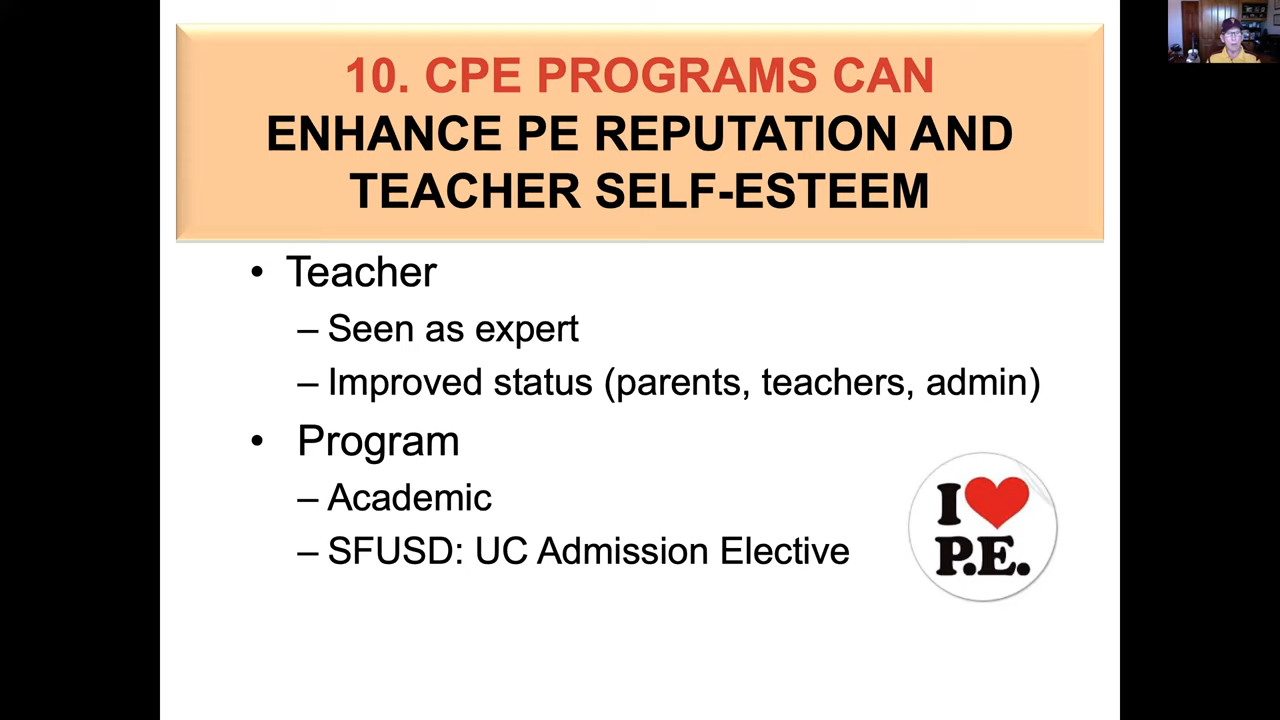 10. CPE PROGRAMS CAN
ENHANCE PE REPUTATION AND
TEACHER SELF-ESTEEM
• Teacher
– Seen as expert
– Improved status (parents, teachers, admin)
• Program
– Academic
– SFUSD: UC Admission Elective
I ❤
P.E.